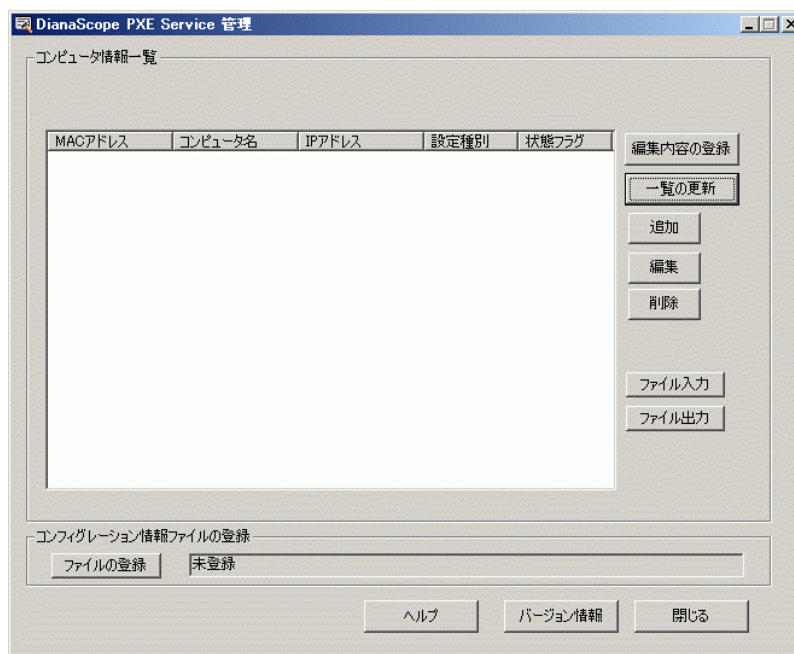 DianaScope PXE Service 管理
コンピュータ情報一覧
MACアドレス コンピュータ名 IPアドレス 設定種別 状態フラグ
編集内容の登録
一覧の更新
追加
編集
削除
ファイル入力
ファイル出力
コンフィグレーション情報ファイルの登録
ファイルの登録 未登録
ヘルプ バージョン情報 閉じる